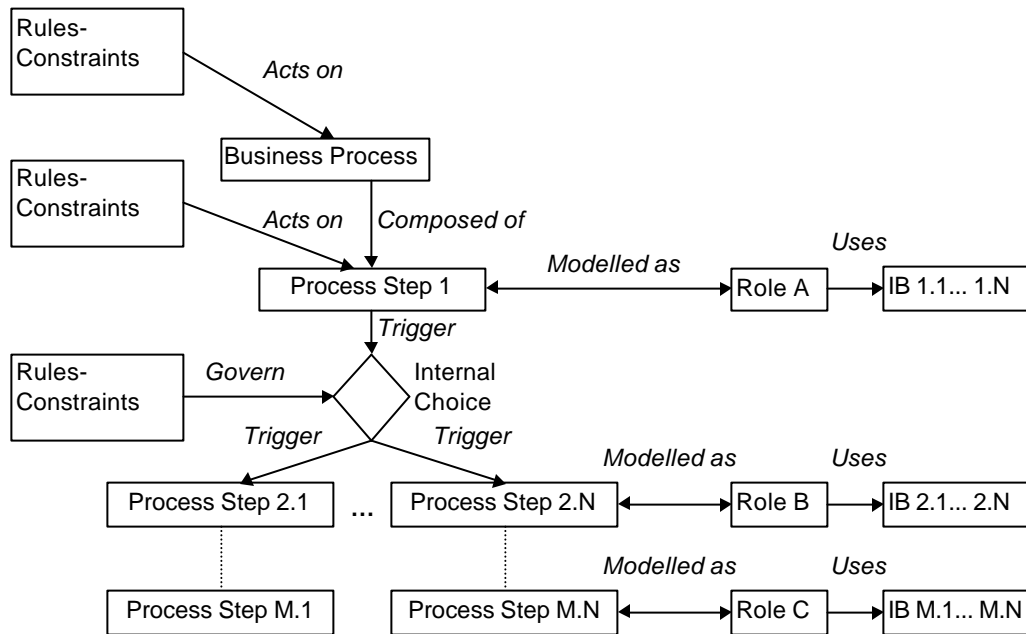 Rules-
Constraints
Acts on
Business Process
Rules-
Constraints
Acts on
Composed of
Modelled as
Uses
Process Step 1
Role A
IB 1.1... 1.N
Trigger
Rules-
Constraints
Govern
Internal
Choice
Trigger
Trigger
Modelled as
Uses
Process Step 2.1
...
Process Step 2.N
Role B
IB 2.1... 2.N
Modelled as
Uses
Process Step M.1
Process Step M.N
Role C
IB M.1... M.N